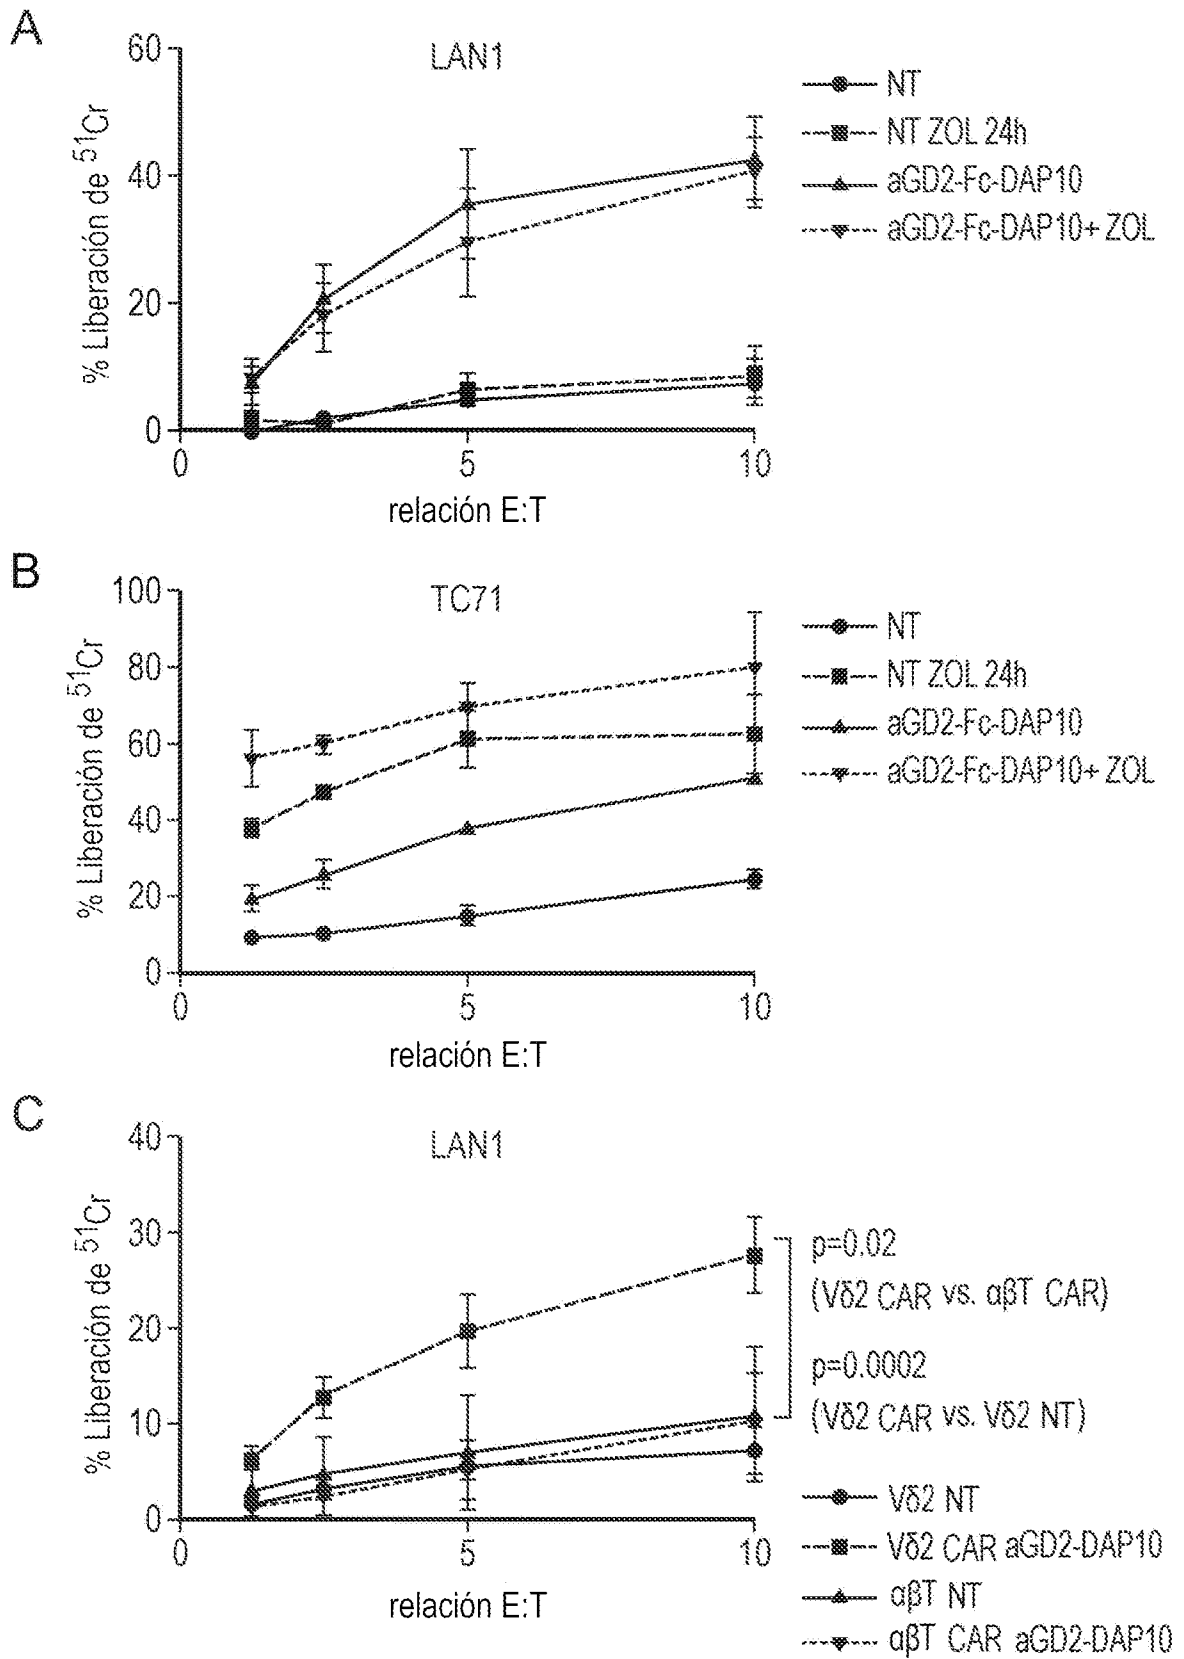 A
LAN1
% Liberación de 51Cr
60
40
20
0
0
5
10
relación E:T
NT
NT ZOL 24h
aGD2-Fc-DAP10
aGD2-Fc-DAP10+ ZOL
B
TC71
% Liberación de 51Cr
100
80
60
40
20
0
0
5
10
relación E:T
NT
NT ZOL 24h
aGD2-Fc-DAP10
aGD2-Fc-DAP10+ ZOL
C
LAN1
% Liberación de 51Cr
40
30
20
10
0
0
5
10
relación E:T
p=0.02
(Vδ2 CAR vs. αβT CAR)
p=0.0002
(Vδ2 CAR vs. Vδ2 NT)
Vδ2 NT
Vδ2 CAR aGD2-DAP10
αβT NT
αβT CAR aGD2-DAP10